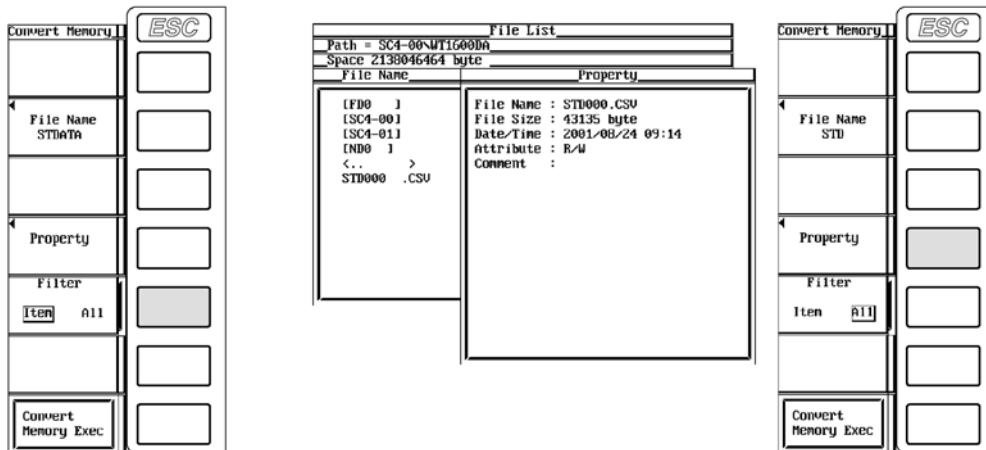 Convert Memory
ESC
File Name
STDATA
Property
Filter
Item All
Convert
Memory Exec
File List
Path = SC4-00\WT1600DA
Space 2138046464 byte
File Name
[FD0 ]
[SC4-00]
[SC4-01]
[ND0 ]
<.. >
STD000 .CSV
Property
File Name : STD000.CSV
File Size : 43135 byte
Date/Time : 2001/08/24 09:14
Attribute : R/W
Comment :
Convert Memory
ESC
File Name
STD
Property
Filter
Item All
Convert
Memory Exec